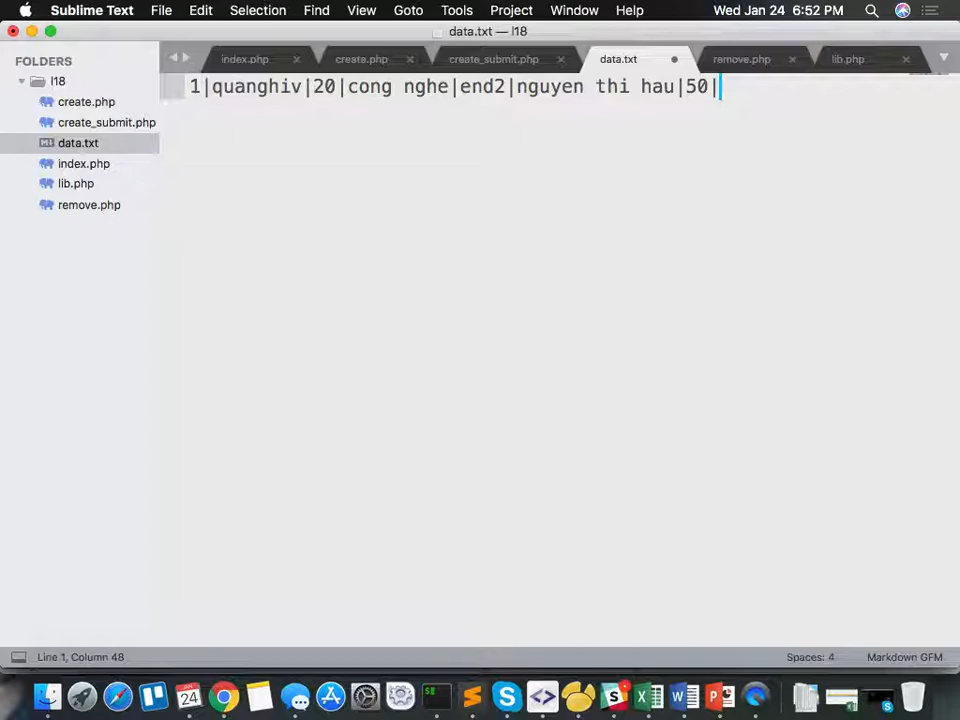 Sublime Text File Edit Selection Find View Goto Tools Project Window Help Wed Jan 24 6:52 PM
data.txt — l18
FOLDERS
l18
create.php
create_submit.php
data.txt
index.php
lib.php
remove.php
index.php create.php create_submit.php data.txt remove.php lib.php
1|quanghiv|20|cong nghe|end2|nguyen thi hau|50|
Line 1, Column 48 Spaces: 4 Markdown GFM
JAN
24